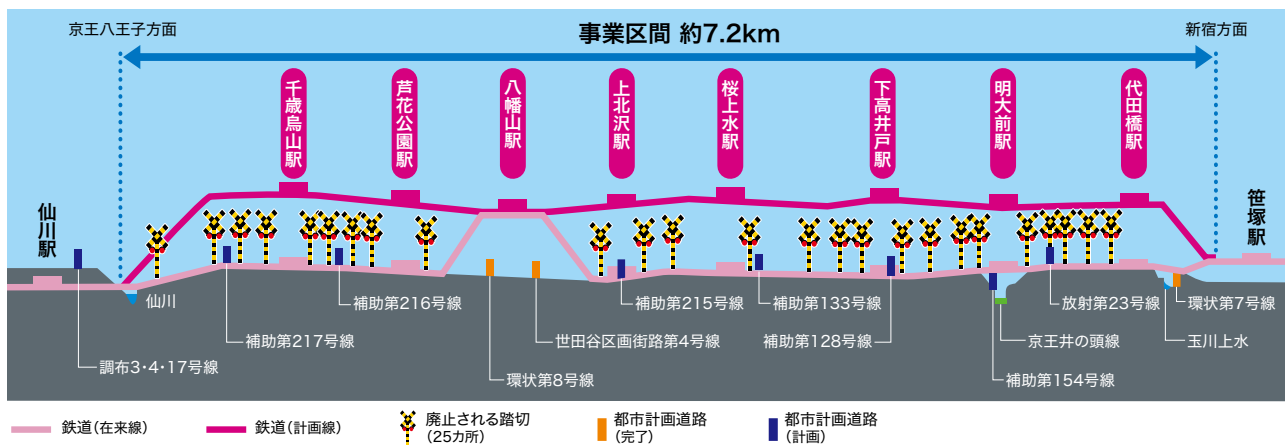 京王八王子方面
事業区間 約7.2km
新宿方面
千歳烏山駅
芦花公園駅
八幡山駅
上北沢駅
桜上水駅
下高井戸駅
明大前駅
代田橋駅
仙川駅
笹塚駅
仙川
補助第216号線
補助第215号線
補助第133号線
放射第23号線
環状第7号線
補助第217号線
世田谷区画街路第4号線
補助第128号線
京王井の頭線
玉川上水
調布3・4・17号線
環状第8号線
補助第154号線
鉄道(在来線)
鉄道(計画線)
廃止される踏切
(25カ所)
都市計画道路
(完了)
都市計画道路
(計画)